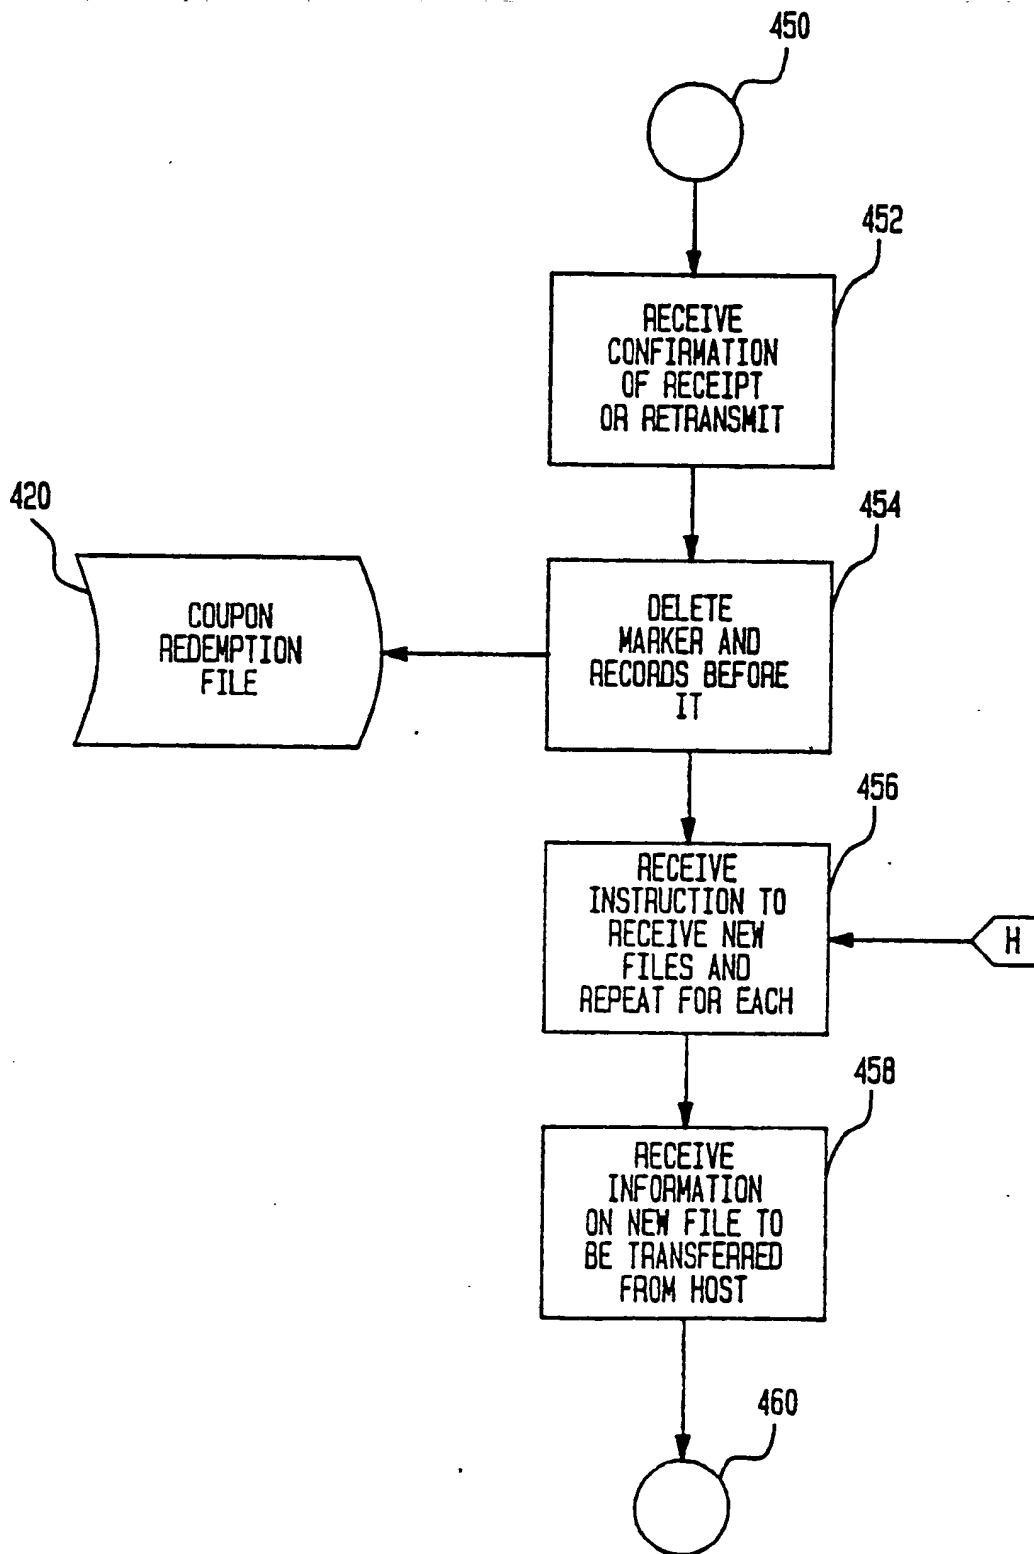 450
452
RECEIVE
CONFIRMATION
OF RECEIPT
OR RETRANSMIT
420
454
COUPON
REDEMPTION
FILE
DELETE
MARKER AND
RECORDS BEFORE
IT
456
RECEIVE
INSTRUCTION TO
RECEIVE NEW
FILES AND
REPEAT FOR EACH
H
458
RECEIVE
INFORMATION
ON NEW FILE TO
BE TRANSFERRED
FROM HOST
460